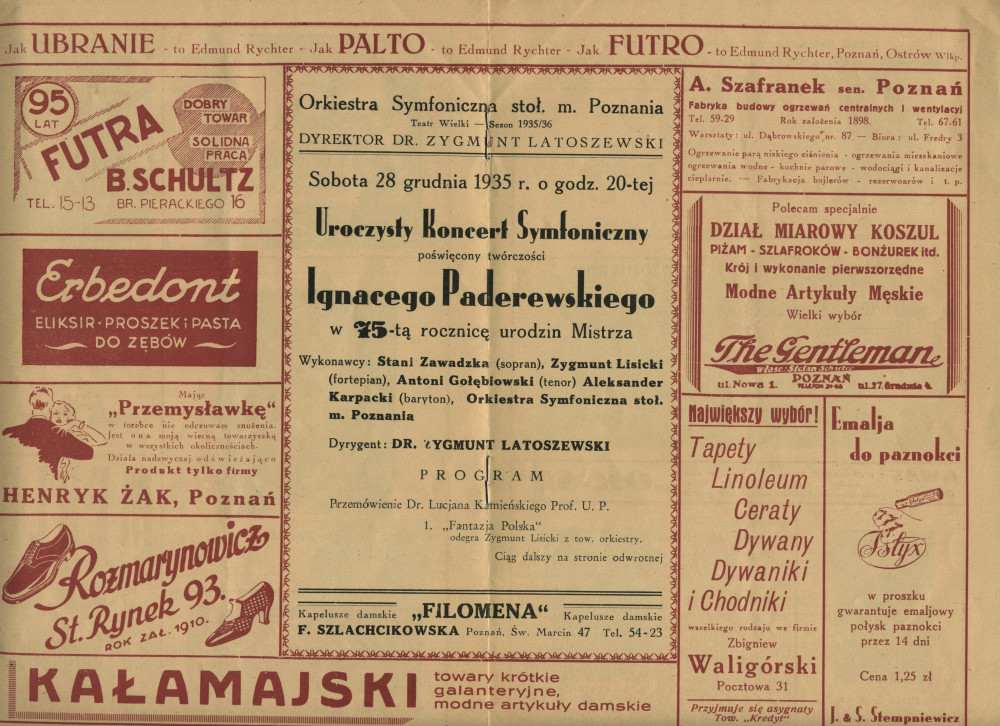 Jak UBRANIE - to Edmund Rychter - Jak PALTO - to Edmund Rychter - Jak FUTRO - to Edmund Rychter, Poznań, Ostrów Wlkp.
95
LAT
FUTRA
DOBRY
TOWAR
SOLIDNA
PRACA
B. SCHULTZ
TEL. 15-13 BR. PIERACKIEGO 16
Erbedont
ELIKSIR - PROSZEK i PASTA
DO ZĘBÓW
Mając
„Przemysławkę"
w torebce nie odczuwam znużenia.
Jest ona moją wierną towarzyszką
w wszystkich okolicznościach.
Działa nadzwyczaj odświeżająco
Produkt tylko firmy
HENRYK ŻAK, Poznań
Rozmarynowicz
St. Rynek 93.
ROK ZAŁ. 1910.
Orkiestra Symfoniczna stoł. m. Poznania
Teatr Wielki — Sezon 1935/36
DYREKTOR DR. ZYGMUNT LATOSZEWSKI
Sobota 28 grudnia 1935 r. o godz. 20-tej
Uroczysty Koncert Symfoniczny
poświęcony twórczości
Ignacego Paderewskiego
w 75-tą rocznicę urodzin Mistrza
Wykonawcy: Stani Zawadzka (sopran), Zygmunt Lisicki
(fortepian), Antoni Gołębiowski (tenor) Aleksander
Karpacki (baryton), Orkiestra Symfoniczna stoł.
m. Poznania
Dyrygent: DR. ZYGMUNT LATOSZEWSKI
PROGRAM
Przemówienie Dr. Lucjana Kamieńskiego Prof. U. P.
1. „Fantazja Polska"
odegra Zygmunt Lisicki z tow. orkiestry.
Ciąg dalszy na stronie odwrotnej
Kapelusze damskie „FILOMENA" Kapelusze damskie
F. SZLACHCIKOWSKA Poznań, Św. Marcin 47 Tel. 54-23
A. Szafranek sen. Poznań
Fabryka budowy ogrzewań centralnych i wentylacyj
Tel. 59-29 Rok założenia 1898. Tel. 67-61
Warsztaty: ul. Dąbrowskiego nr. 87 — Biura: ul. Fredry 3
Ogrzewanie parą niskiego ciśnienia - ogrzewania mieszkaniowe
ogrzewania wodne - kuchnie parowe - wodociągi i kanalizacje
cieplarnie. — Fabrykacja bojlerów - rezerwoarów i t. p.
Polecam specjalnie
DZIAŁ MIAROWY KOSZUL
PIŻAM - SZLAFROKÓW - BONŻUREK itd.
Krój i wykonanie pierwszorzędne
Modne Artykuły Męskie
Wielki wybór
The Gentleman
właśc. Stefan Schaefer
POZNAŃ
ul. Nowa 1. ul. 27. Grudnia 4.
Największy wybór!
Tapety
Linoleum
Ceraty
Dywany
Dywaniki
i Chodniki
wszelkiego rodzaju we firmie
Zbigniew
Waligórski
Pocztowa 31
Przyjmuje się asygnaty
Tow. „Kredyt"
Emalja
do paznokci
Styx
w proszku
gwarantuje emaljowy
połysk paznokci
przez 14 dni
Cena 1,25 zł
J. & S. Stempniewicz
KAŁAMAJSKI
towary krótkie
galanteryjne,
modne artykuły damskie